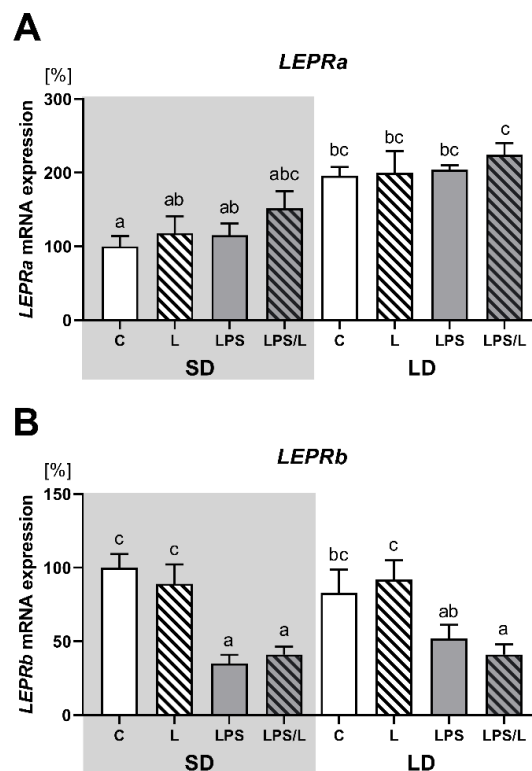 A
LEPRa
[%]
LEPRa mRNA expression
300
200
100
0
a
ab
ab
abc
bc
bc
bc
c
C L LPS LPS/L C L LPS LPS/L
SD LD
B
LEPRb
[%]
LEPRb mRNA expression
150
100
50
0
c
c
a
a
bc
c
ab
a
C L LPS LPS/L C L LPS LPS/L
SD LD